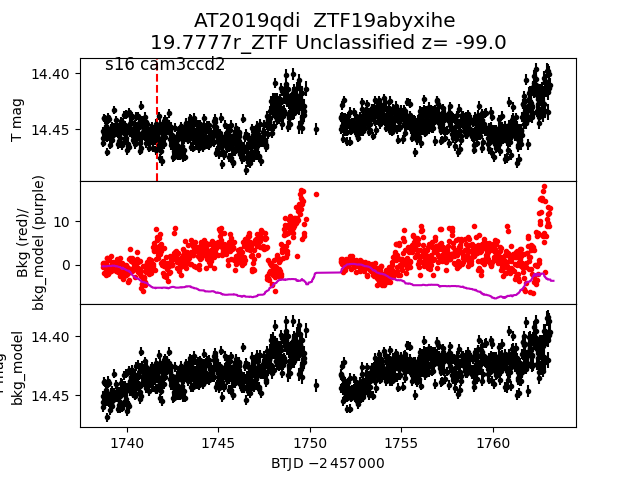 AT2019qdi  ZTF19abyxihe
19.7777r_ZTF Unclassified z= -99.0
s16 cam3ccd2
14.40
14.45
T mag
10
0
Bkg (red)/
bkg_model (purple)
14.40
14.45
mag
bkg_model
1740 1745 1750 1755 1760
BTJD −2 457 000